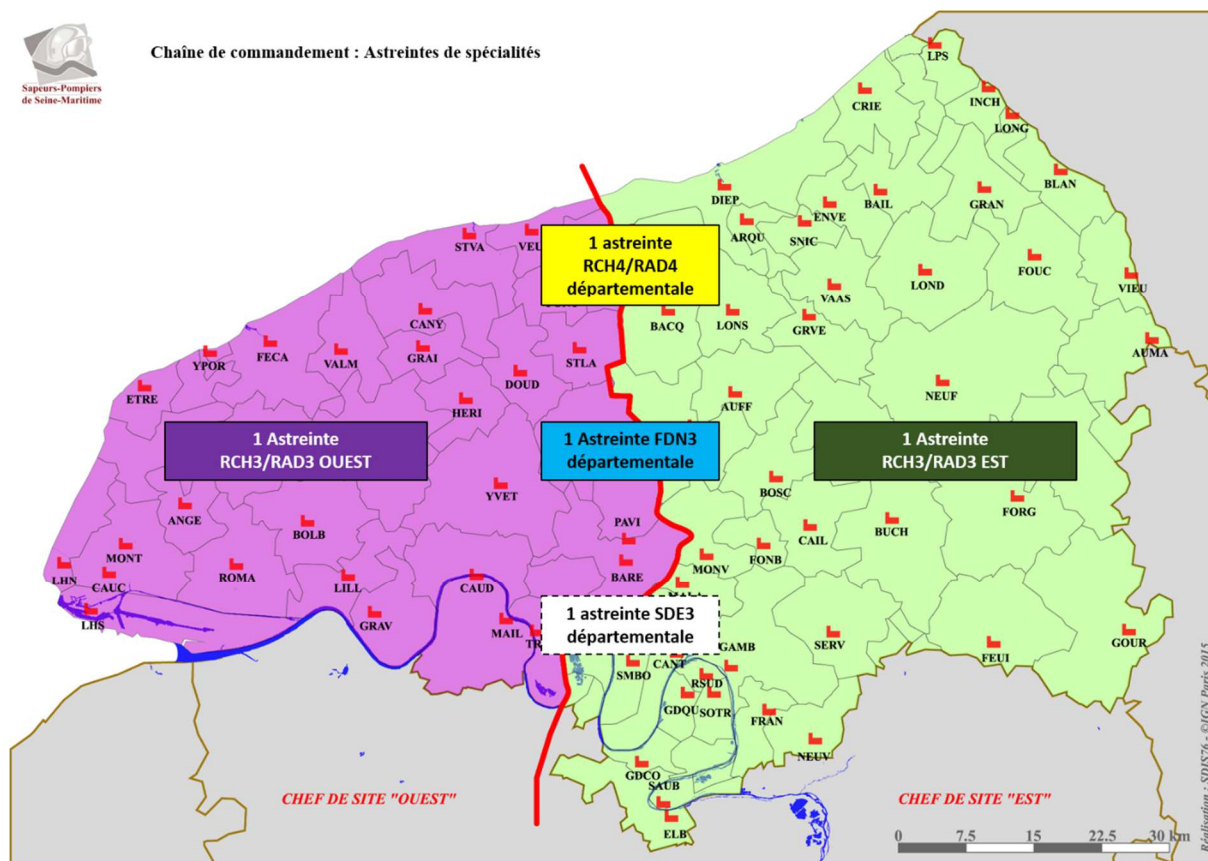 Chaîne de commandement : Astreintes de spécialités
Sapeurs-Pompiers
de Seine-Maritime
LPS
CRIE
INCH
LONG
BLAN
DIEP
BAIL
GRAN
ENVE
ARQU
SNIC
STVA
VEU
1 astreinte
RCH4/RAD4
départementale
FOUC
LOND
VIEU
VAAS
CANY
BACQ
LONS
GRVE
AUMA
YPOR
FECA
VALM
GRAI
STLA
DOUD
ETRE
HERI
AUFF
NEUF
1 Astreinte
RCH3/RAD3 OUEST
1 Astreinte FDN3
départementale
1 Astreinte
RCH3/RAD3 EST
YVET
BOSC
ANGE
BOLB
PAVI
FORG
CAIL
BUCH
FONB
MONT
MONV
LHN
CAUC
ROMA
LILL
CAUD
BARE
LHS
GRAV
MAIL
1 astreinte SDE3
départementale
SERV
FEUI
GOUR
GAMB
CANT
SMBO
RSUD
GDQU
SOTR
FRAN
NEUV
GDCO
SAUB
ELB
CHEF DE SITE "OUEST"
CHEF DE SITE "EST"
0 7.5 15 22.5 30 km
Réalisation : SDIS76 - ©IGN Paris 2015